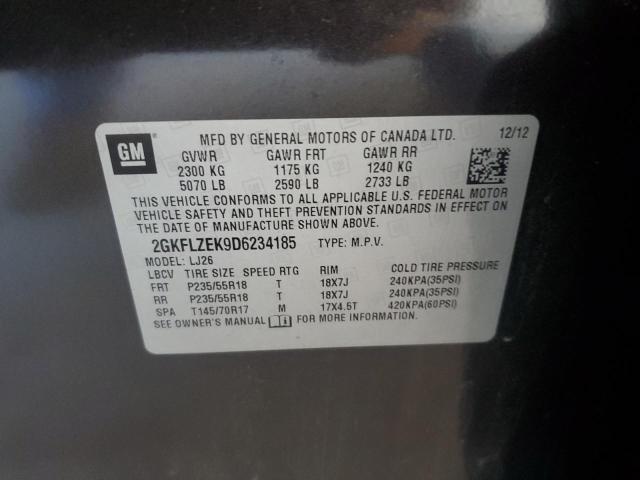 GM
MFD BY GENERAL MOTORS OF CANADA LTD. 12/12
GVWR GAWR FRT GAWR RR
2300 KG 1175 KG 1240 KG
5070 LB 2590 LB 2733 LB
THIS VEHICLE CONFORMS TO ALL APPLICABLE U.S. FEDERAL MOTOR
VEHICLE SAFETY AND THEFT PREVENTION STANDARDS IN EFFECT ON
THE DATE OF MANUFACTURE SHOWN ABOVE.
2GKFLZEK9D6234185 TYPE: M.P.V.
MODEL: LJ26
LBCV TIRE SIZE SPEED RTG RIM COLD TIRE PRESSURE
FRT P235/55R18 T 18X7J 240KPA(35PSI)
RR P235/55R18 T 18X7J 240KPA(35PSI)
SPA T145/70R17 M 17X4.5T 420KPA(60PSI)
SEE OWNER'S MANUAL FOR MORE INFORMATION.